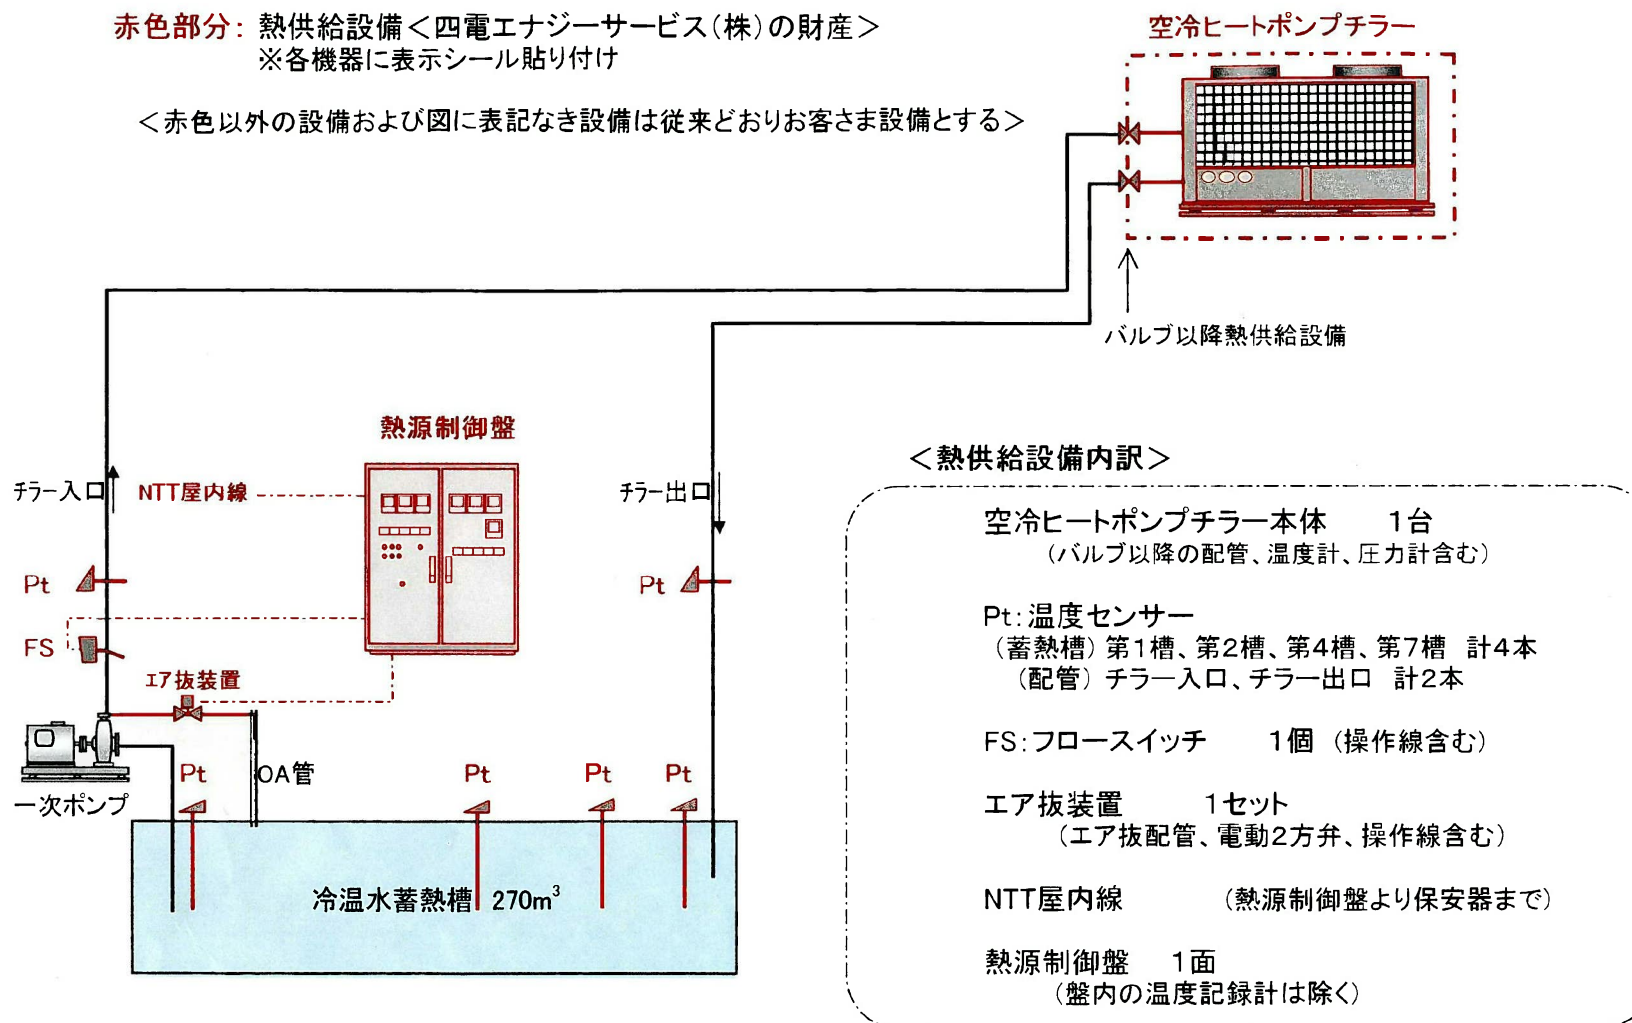 赤色部分: 熱供給設備＜四電エナジーサービス(株)の財産＞
※各機器に表示シール貼り付け
＜赤色以外の設備および図に表記なき設備は従来どおりお客さま設備とする＞
空冷ヒートポンプチラー
バルブ以降熱供給設備
熱源制御盤
チラー入口
NTT屋内線
チラー出口
Pt
Pt
FS
エア抜装置
一次ポンプ
Pt
OA管
Pt
Pt
Pt
冷温水蓄熱槽 270m³
＜熱供給設備内訳＞
空冷ヒートポンプチラー本体 1台
(バルブ以降の配管、温度計、圧力計含む)
Pt:温度センサー
(蓄熱槽) 第1槽、第2槽、第4槽、第7槽 計4本
(配管) チラー入口、チラー出口 計2本
FS:フロースイッチ 1個 (操作線含む)
エア抜装置 1セット
(エア抜配管、電動2方弁、操作線含む)
NTT屋内線 (熱源制御盤より保安器まで)
熱源制御盤 1面
(盤内の温度記録計は除く)